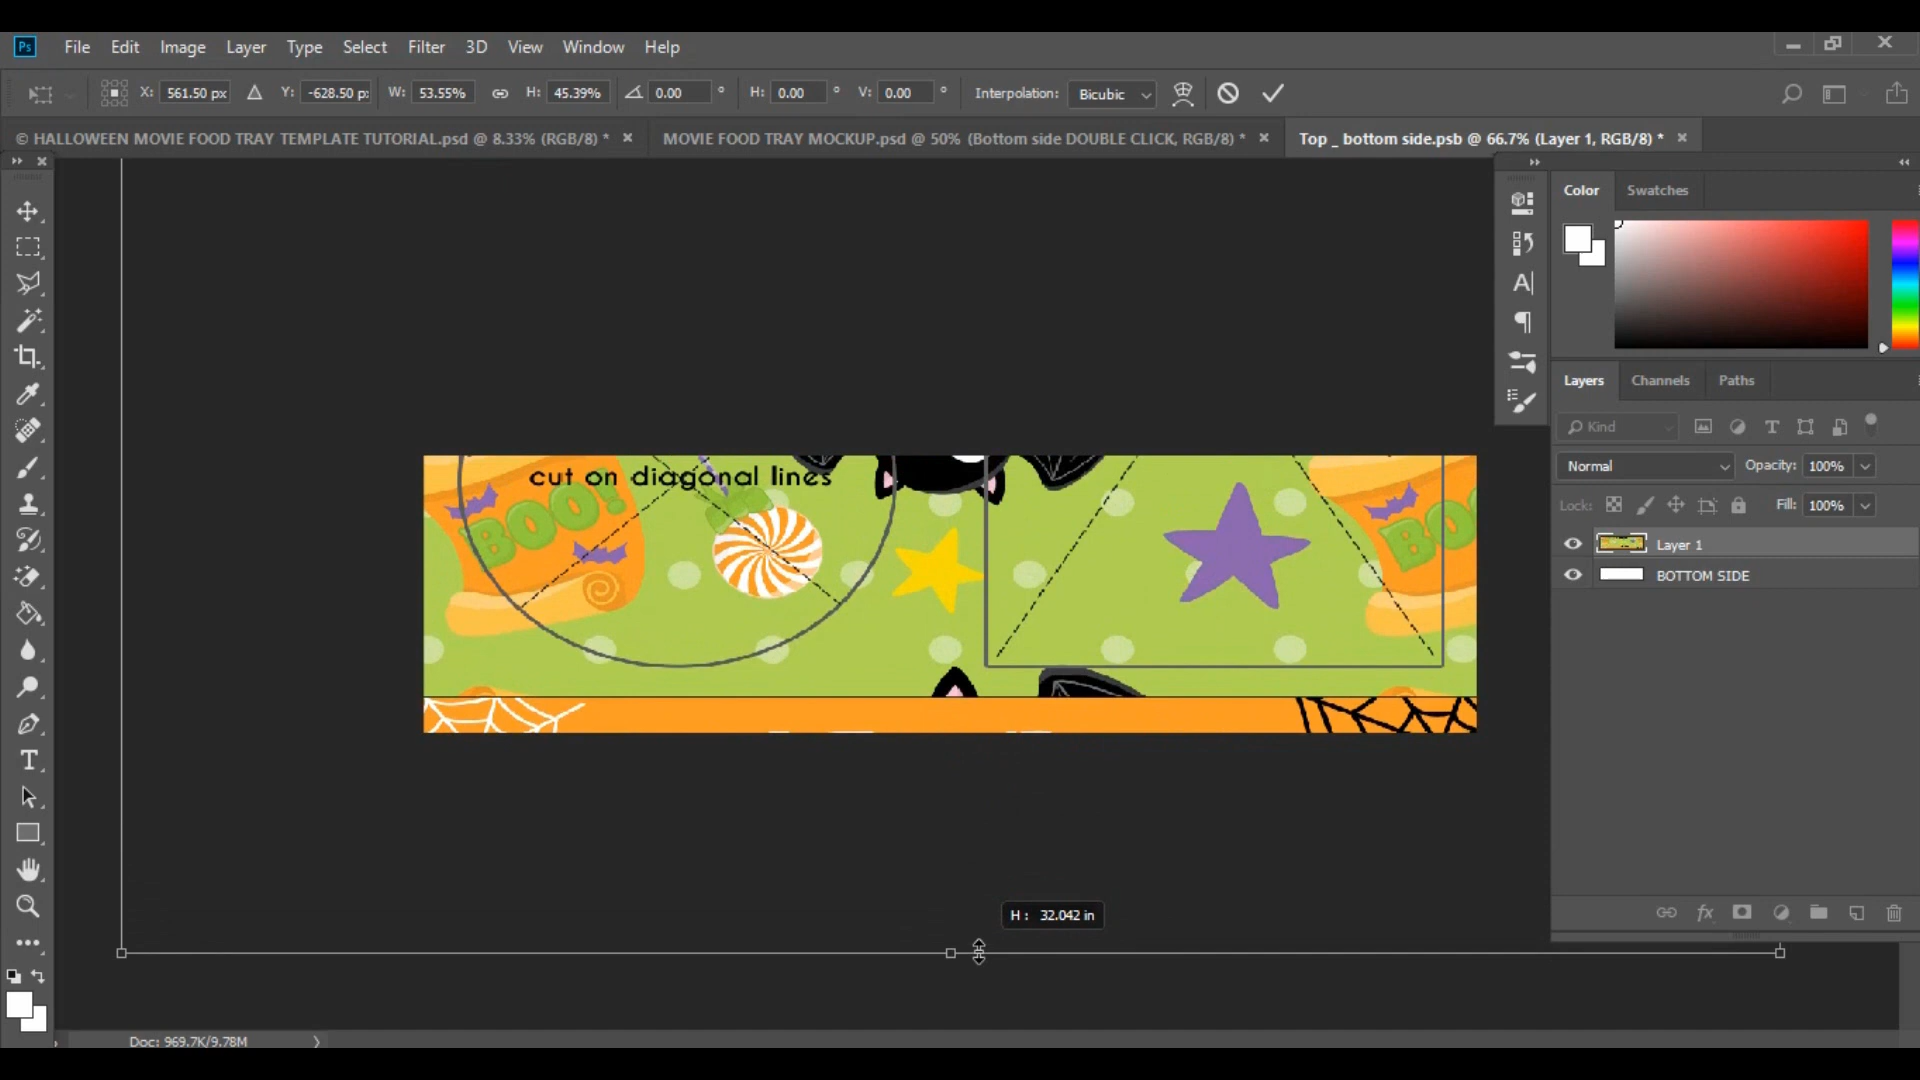 Ps File Edit Image Layer Type Select Filter 3D View Window Help
X: 561.50 px Y: -628.50 px W: 53.55% H: 45.39% 0.00 ° H: 0.00 ° V: 0.00 ° Interpolation: Bicubic
© HALLOWEEN MOVIE FOOD TRAY TEMPLATE TUTORIAL.psd @ 8.33% (RGB/8) * MOVIE FOOD TRAY MOCKUP.psd @ 50% (Bottom side DOUBLE CLICK, RGB/8) * Top _ bottom side.psb @ 66.7% (Layer 1, RGB/8) *
Color Swatches
Layers Channels Paths
Kind
Normal Opacity: 100%
Lock: Fill: 100%
Layer 1
BOTTOM SIDE
cut on diagonal lines
BOO!
BOO
H: 32.042 in
Doc: 969.7K/9.78M